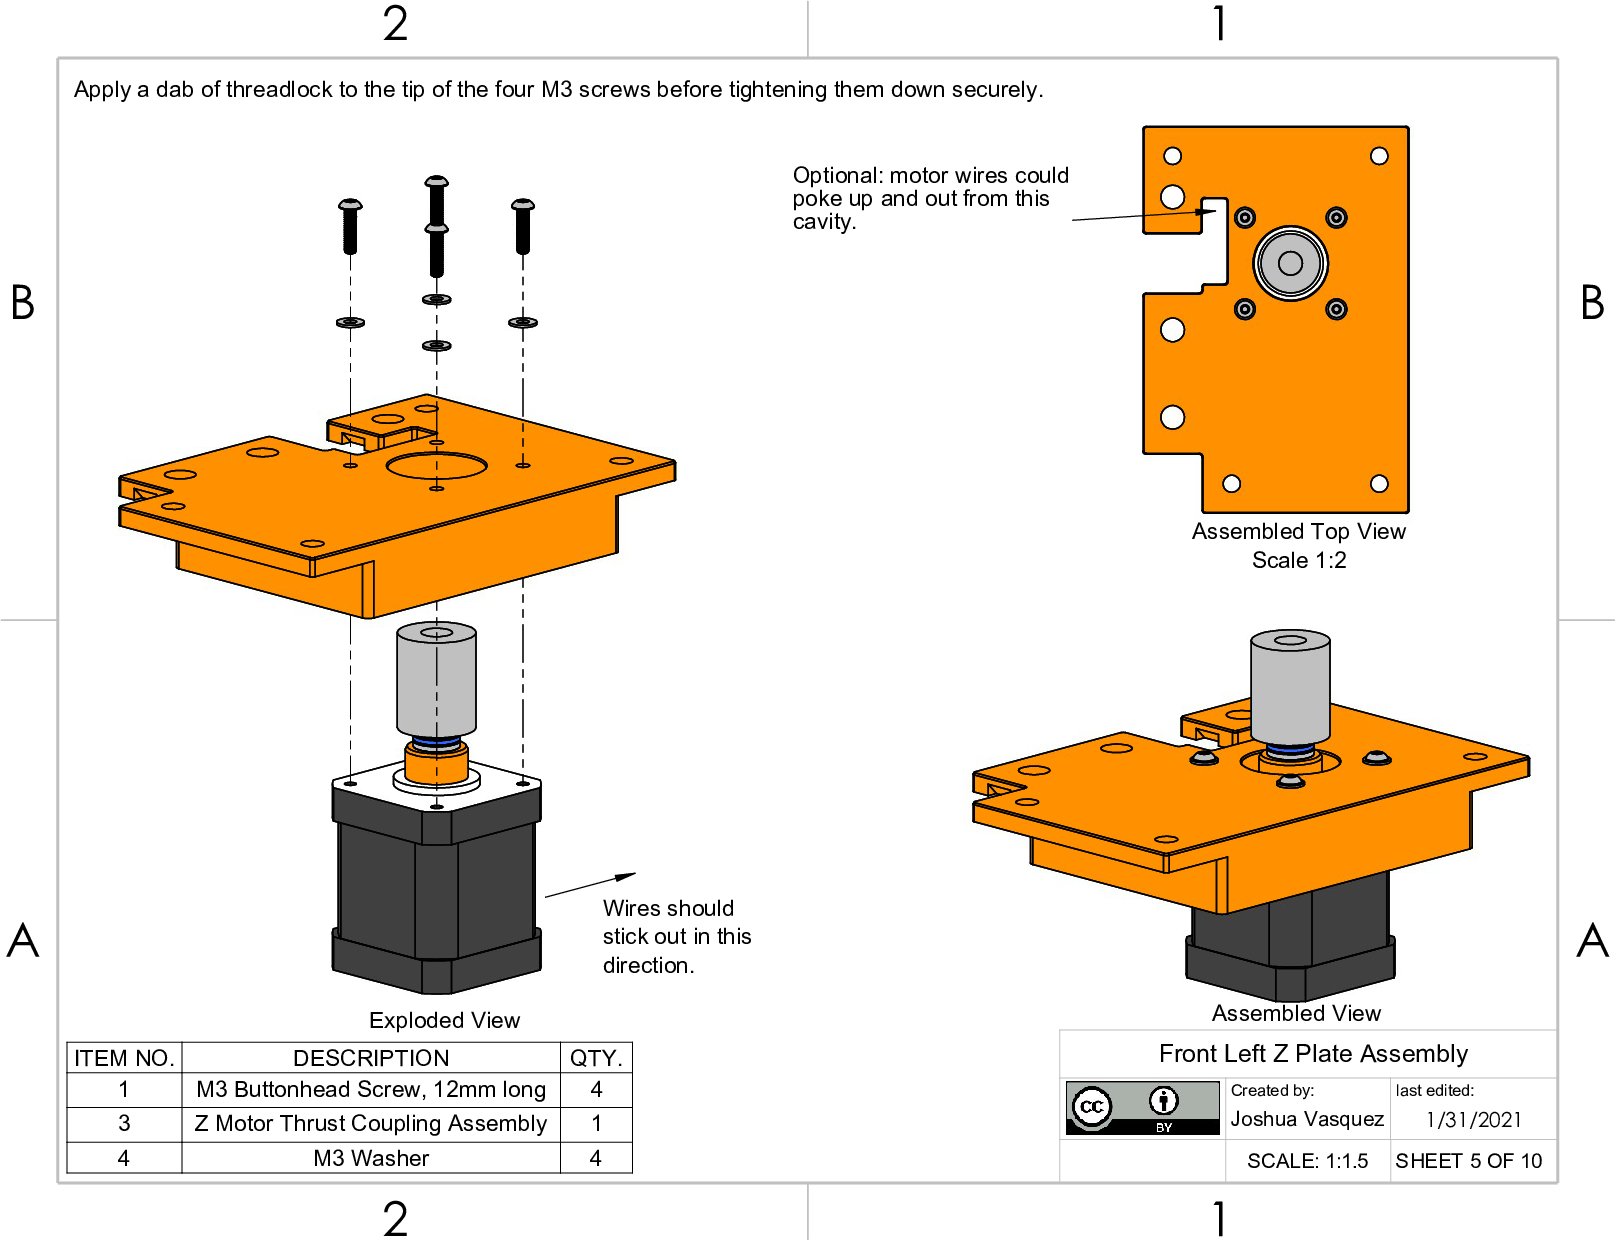 2 1
Apply a dab of threadlock to the tip of the four M3 screws before tightening them down securely.
Optional: motor wires could
poke up and out from this
cavity.
B B
Assembled Top View
Scale 1:2
Wires should
stick out in this
direction.
A A
Exploded View
Assembled View
ITEM NO. DESCRIPTION QTY.
1 M3 Buttonhead Screw, 12mm long 4
3 Z Motor Thrust Coupling Assembly 1
4 M3 Washer 4
Front Left Z Plate Assembly
cc BY
Created by:
Joshua Vasquez
last edited:
1/31/2021
SCALE: 1:1.5
SHEET 5 OF 10
2 1